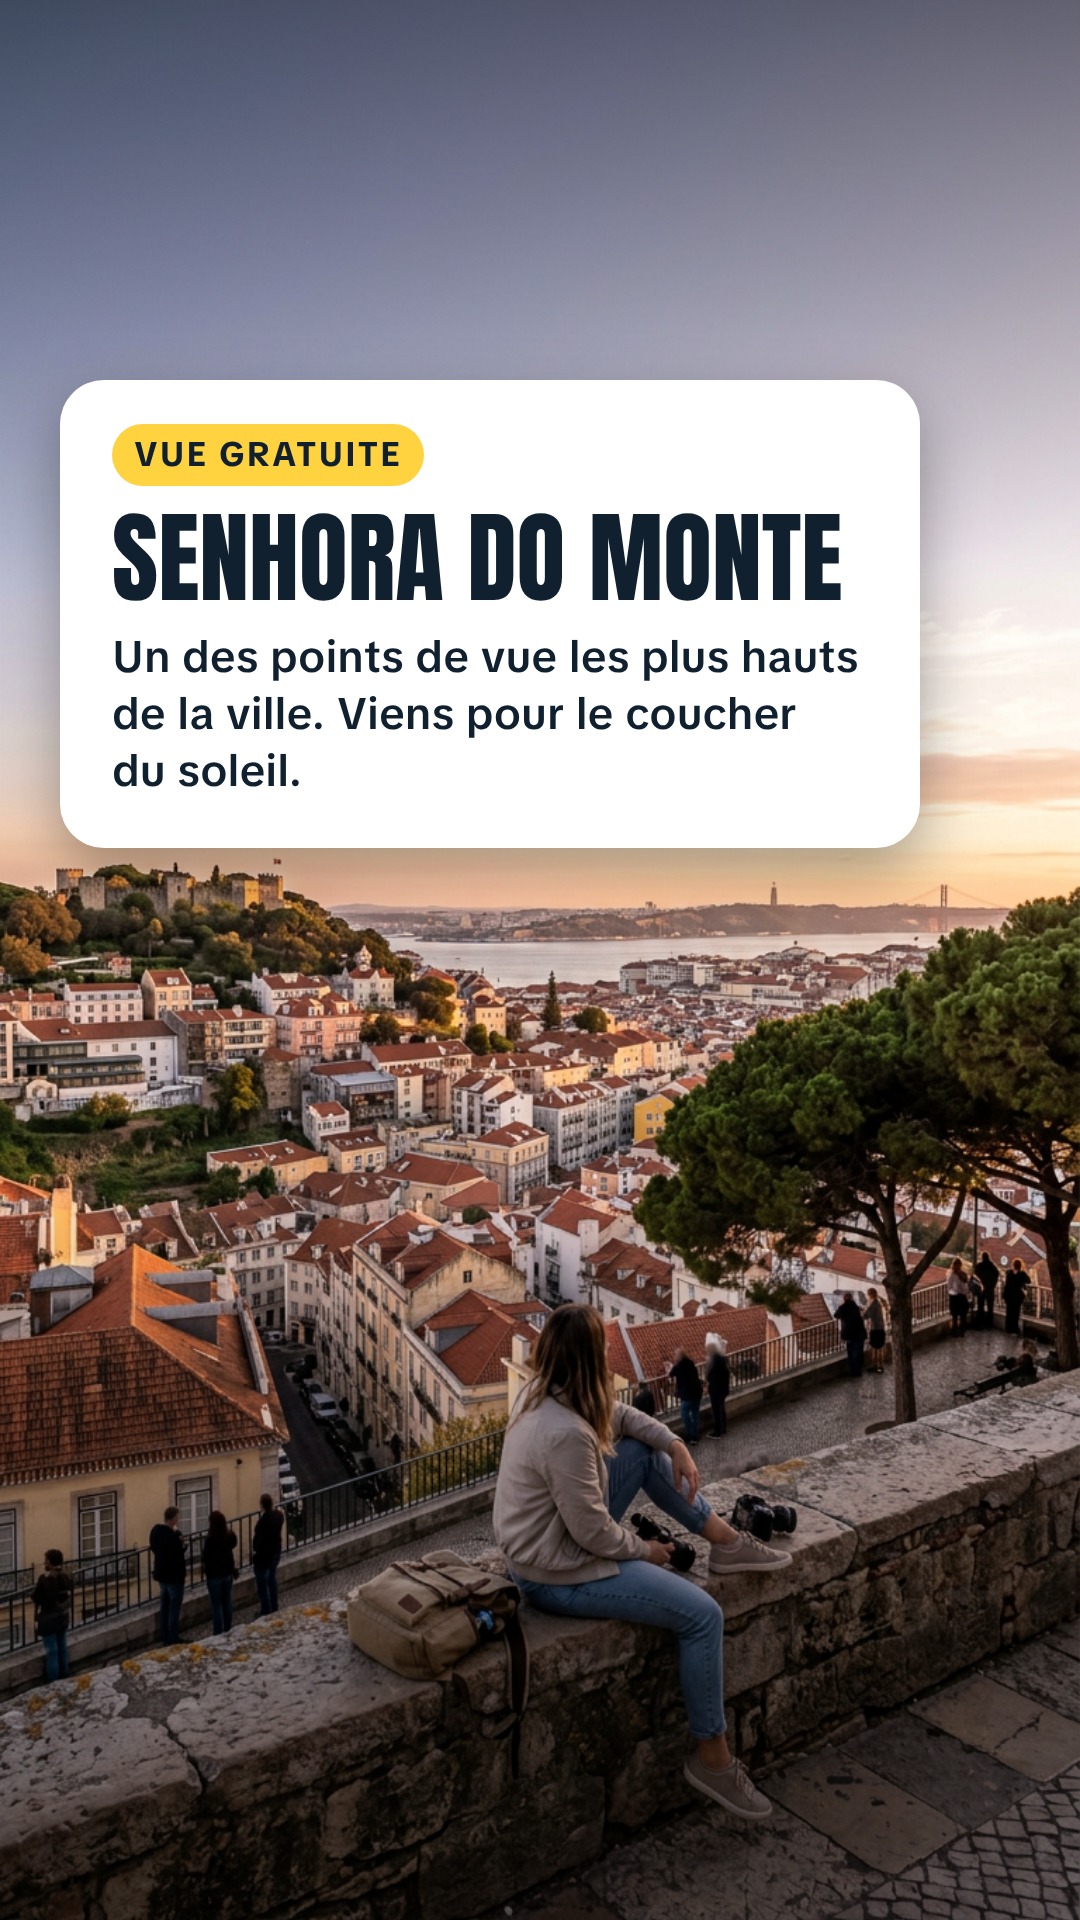 VUE GRATUITE
SENHORA DO MONTE
Un des points de vue les plus hauts
de la ville. Viens pour le coucher
du soleil.